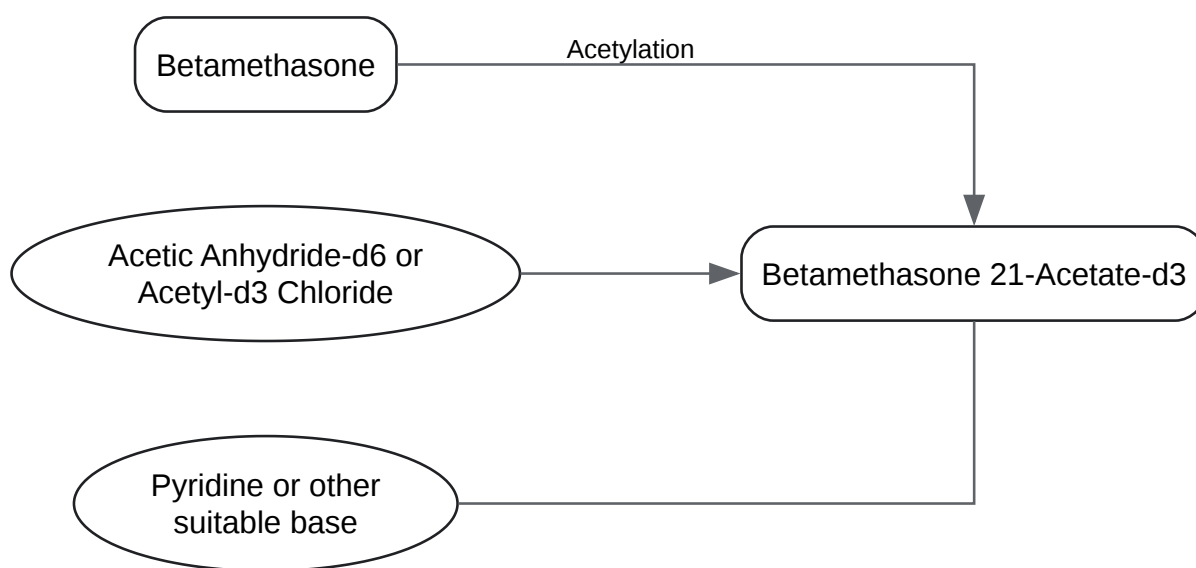 Betamethasone
Acetylation
Acetic Anhydride-d6 or
Acetyl-d3 Chloride
Betamethasone 21-Acetate-d3
Pyridine or other
suitable base